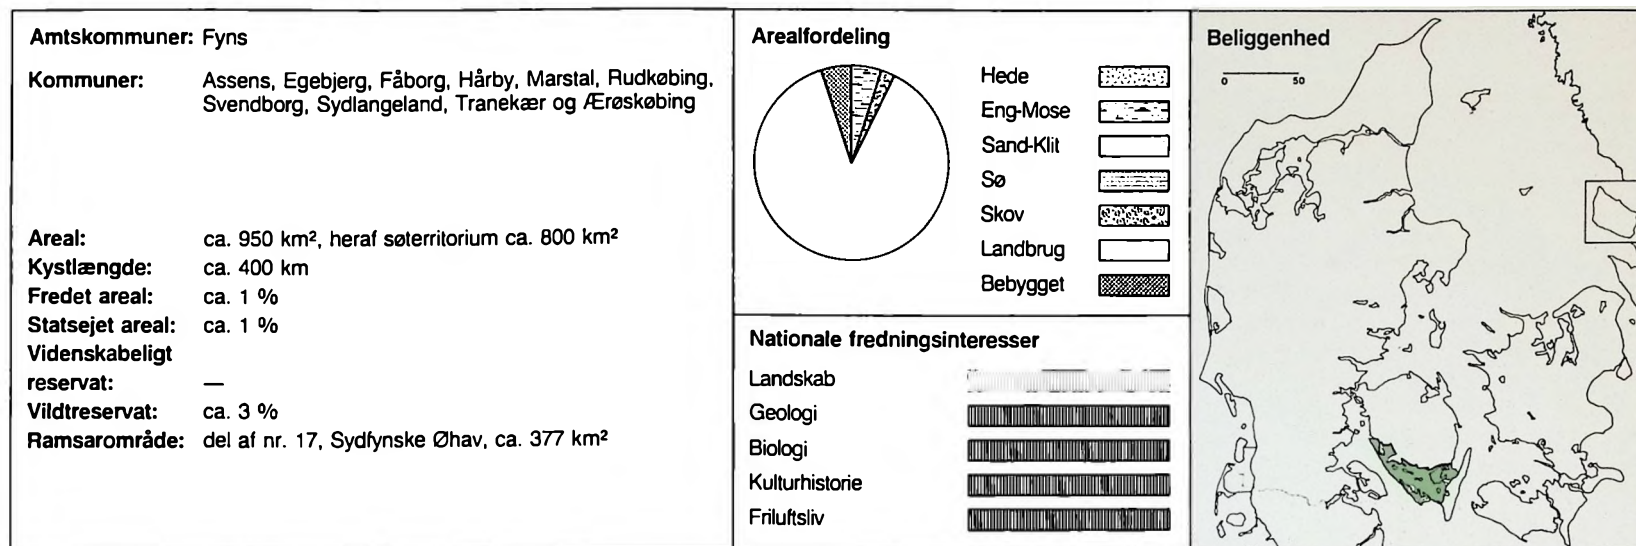 Amtskommuner: Fyns
Kommuner: Assens, Egebjerg, Fåborg, Hårby, Marstal, Rudkøbing,
Svendborg, Sydlangeland, Tranekær og Ærøskøbing
Areal: ca. 950 km², heraf søterritorium ca. 800 km²
Kystlængde: ca. 400 km
Fredet areal: ca. 1 %
Statsejet areal: ca. 1 %
Videnskabeligt
reservat: —
Vildtreservat: ca. 3 %
Ramsarområde: del af nr. 17, Sydfynske Øhav, ca. 377 km²
Arealfordeling
Hede
Eng-Mose
Sand-Klit
Sø
Skov
Landbrug
Bebygget
Nationale fredningsinteresser
Landskab
Geologi
Biologi
Kulturhistorie
Friluftsliv
Beliggenhed
0 50